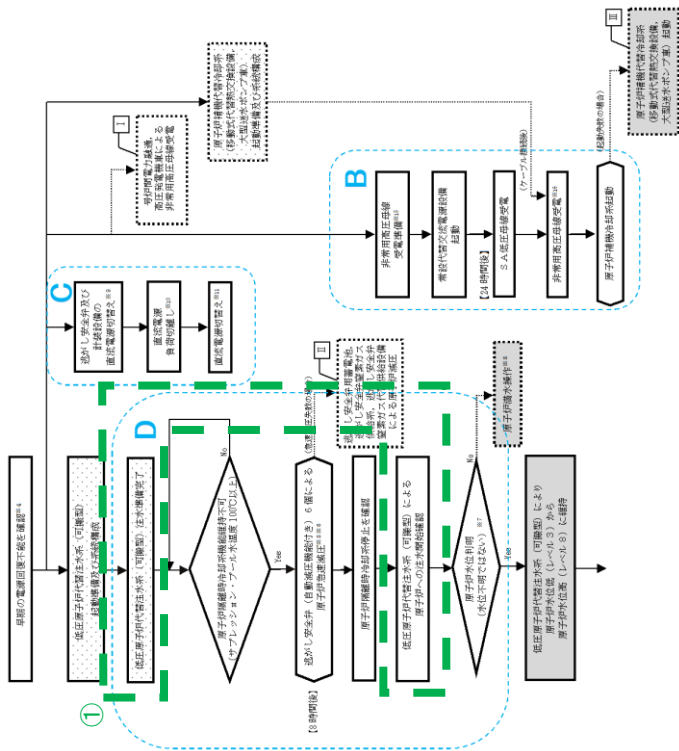 早期の電源回復不能を確認※4
①
低圧原子炉代替注水系（可搬型）
起動準備及び系統構成
低圧原子炉代替注水系（可搬型）注水準備完了
D
原子炉隔離時冷却系機能維持不可
（サプレッション・プール水温度100℃以上）
No
Yes
【8時間後】
逃がし安全弁（自動減圧機能付き）6個による
原子炉急速減圧
（急速減圧失敗の場合）
Ⅱ
逃がし安全弁用蓄電池,
逃がし安全弁窒素ガス
供給系, 逃がし安全弁
窒素ガス代替供給設備
による原子炉減圧
原子炉隔離時冷却系停止を確認
低圧原子炉代替注水系（可搬型）による
原子炉への注水開始確認
原子炉水位判明
（水位不明ではない）※7
No
原子炉満水操作※8
Yes
低圧原子炉代替注水系（可搬型）により
原子炉水位低（レベル3）から
原子炉水位高（レベル8）に維持
C
逃がし安全弁及び
計装設備の
直流電源切替え※9
直流電源
負荷切離し※10
直流電源切替え※11
Ⅰ
号炉間電力融通,
高圧発電機車による
非常用高圧母線受電
原子炉補機代替冷却系
（移動式代替熱交換設備,
大型送水ポンプ車）
起動準備及び系統構成
B
非常用高圧母線
受電準備
常設代替交流電源設備
起動
【24時間後】
SA低圧母線受電
（ケーブル接続後）
非常用高圧母線受電
原子炉補機冷却系起動
（起動失敗の場合）
Ⅲ
原子炉補機代替冷却系
（移動式代替熱交換設備,
大型送水ポンプ車）起動